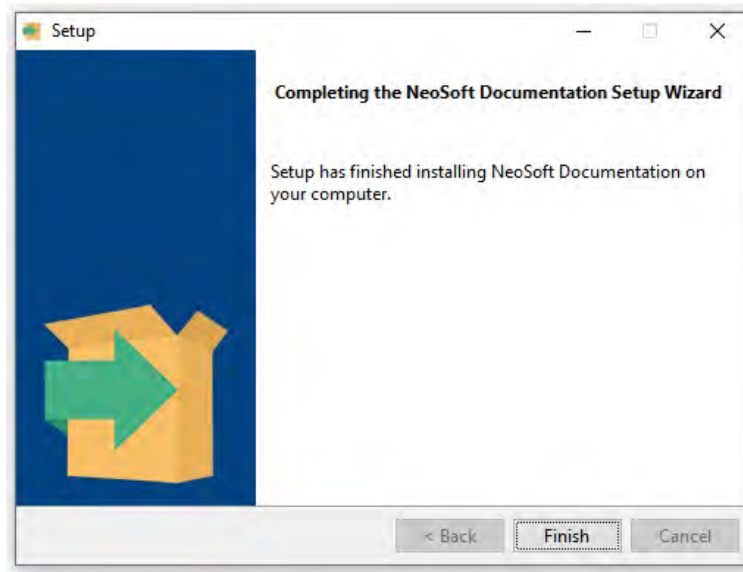 Setup
Completing the NeoSoft Documentation Setup Wizard
Setup has finished installing NeoSoft Documentation on
your computer.
< Back Finish Cancel